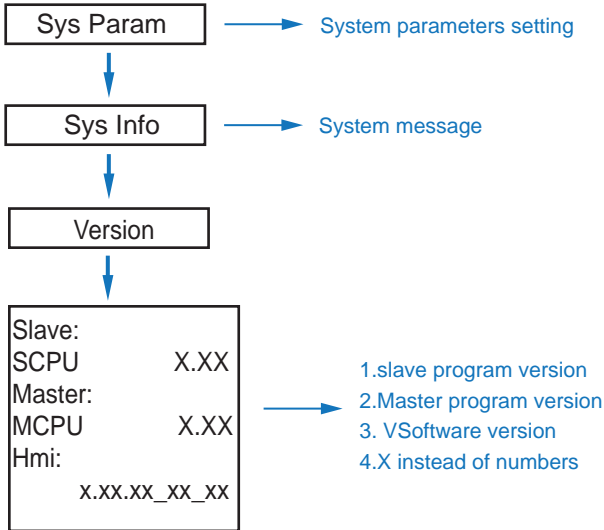 Sys Param
System parameters setting
Sys Info
System message
Version
Slave:
SCPU X.XX
Master:
MCPU X.XX
Hmi:
x.xx.xx_xx_xx
1.slave program version
2.Master program version
3. VSoftware version
4.X instead of numbers